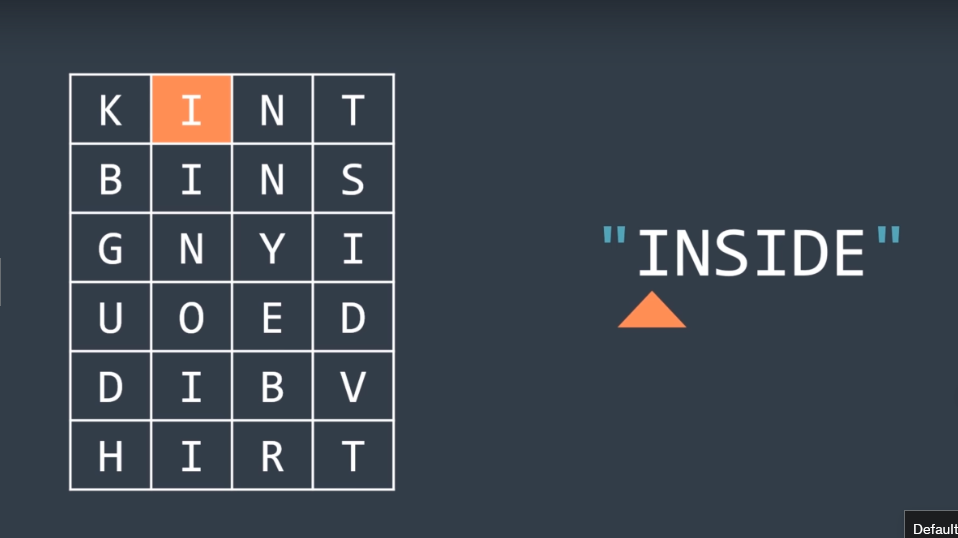 K I N T
B I N S
G N Y I
U O E D
D I B V
H I R T
"INSIDE"
Default